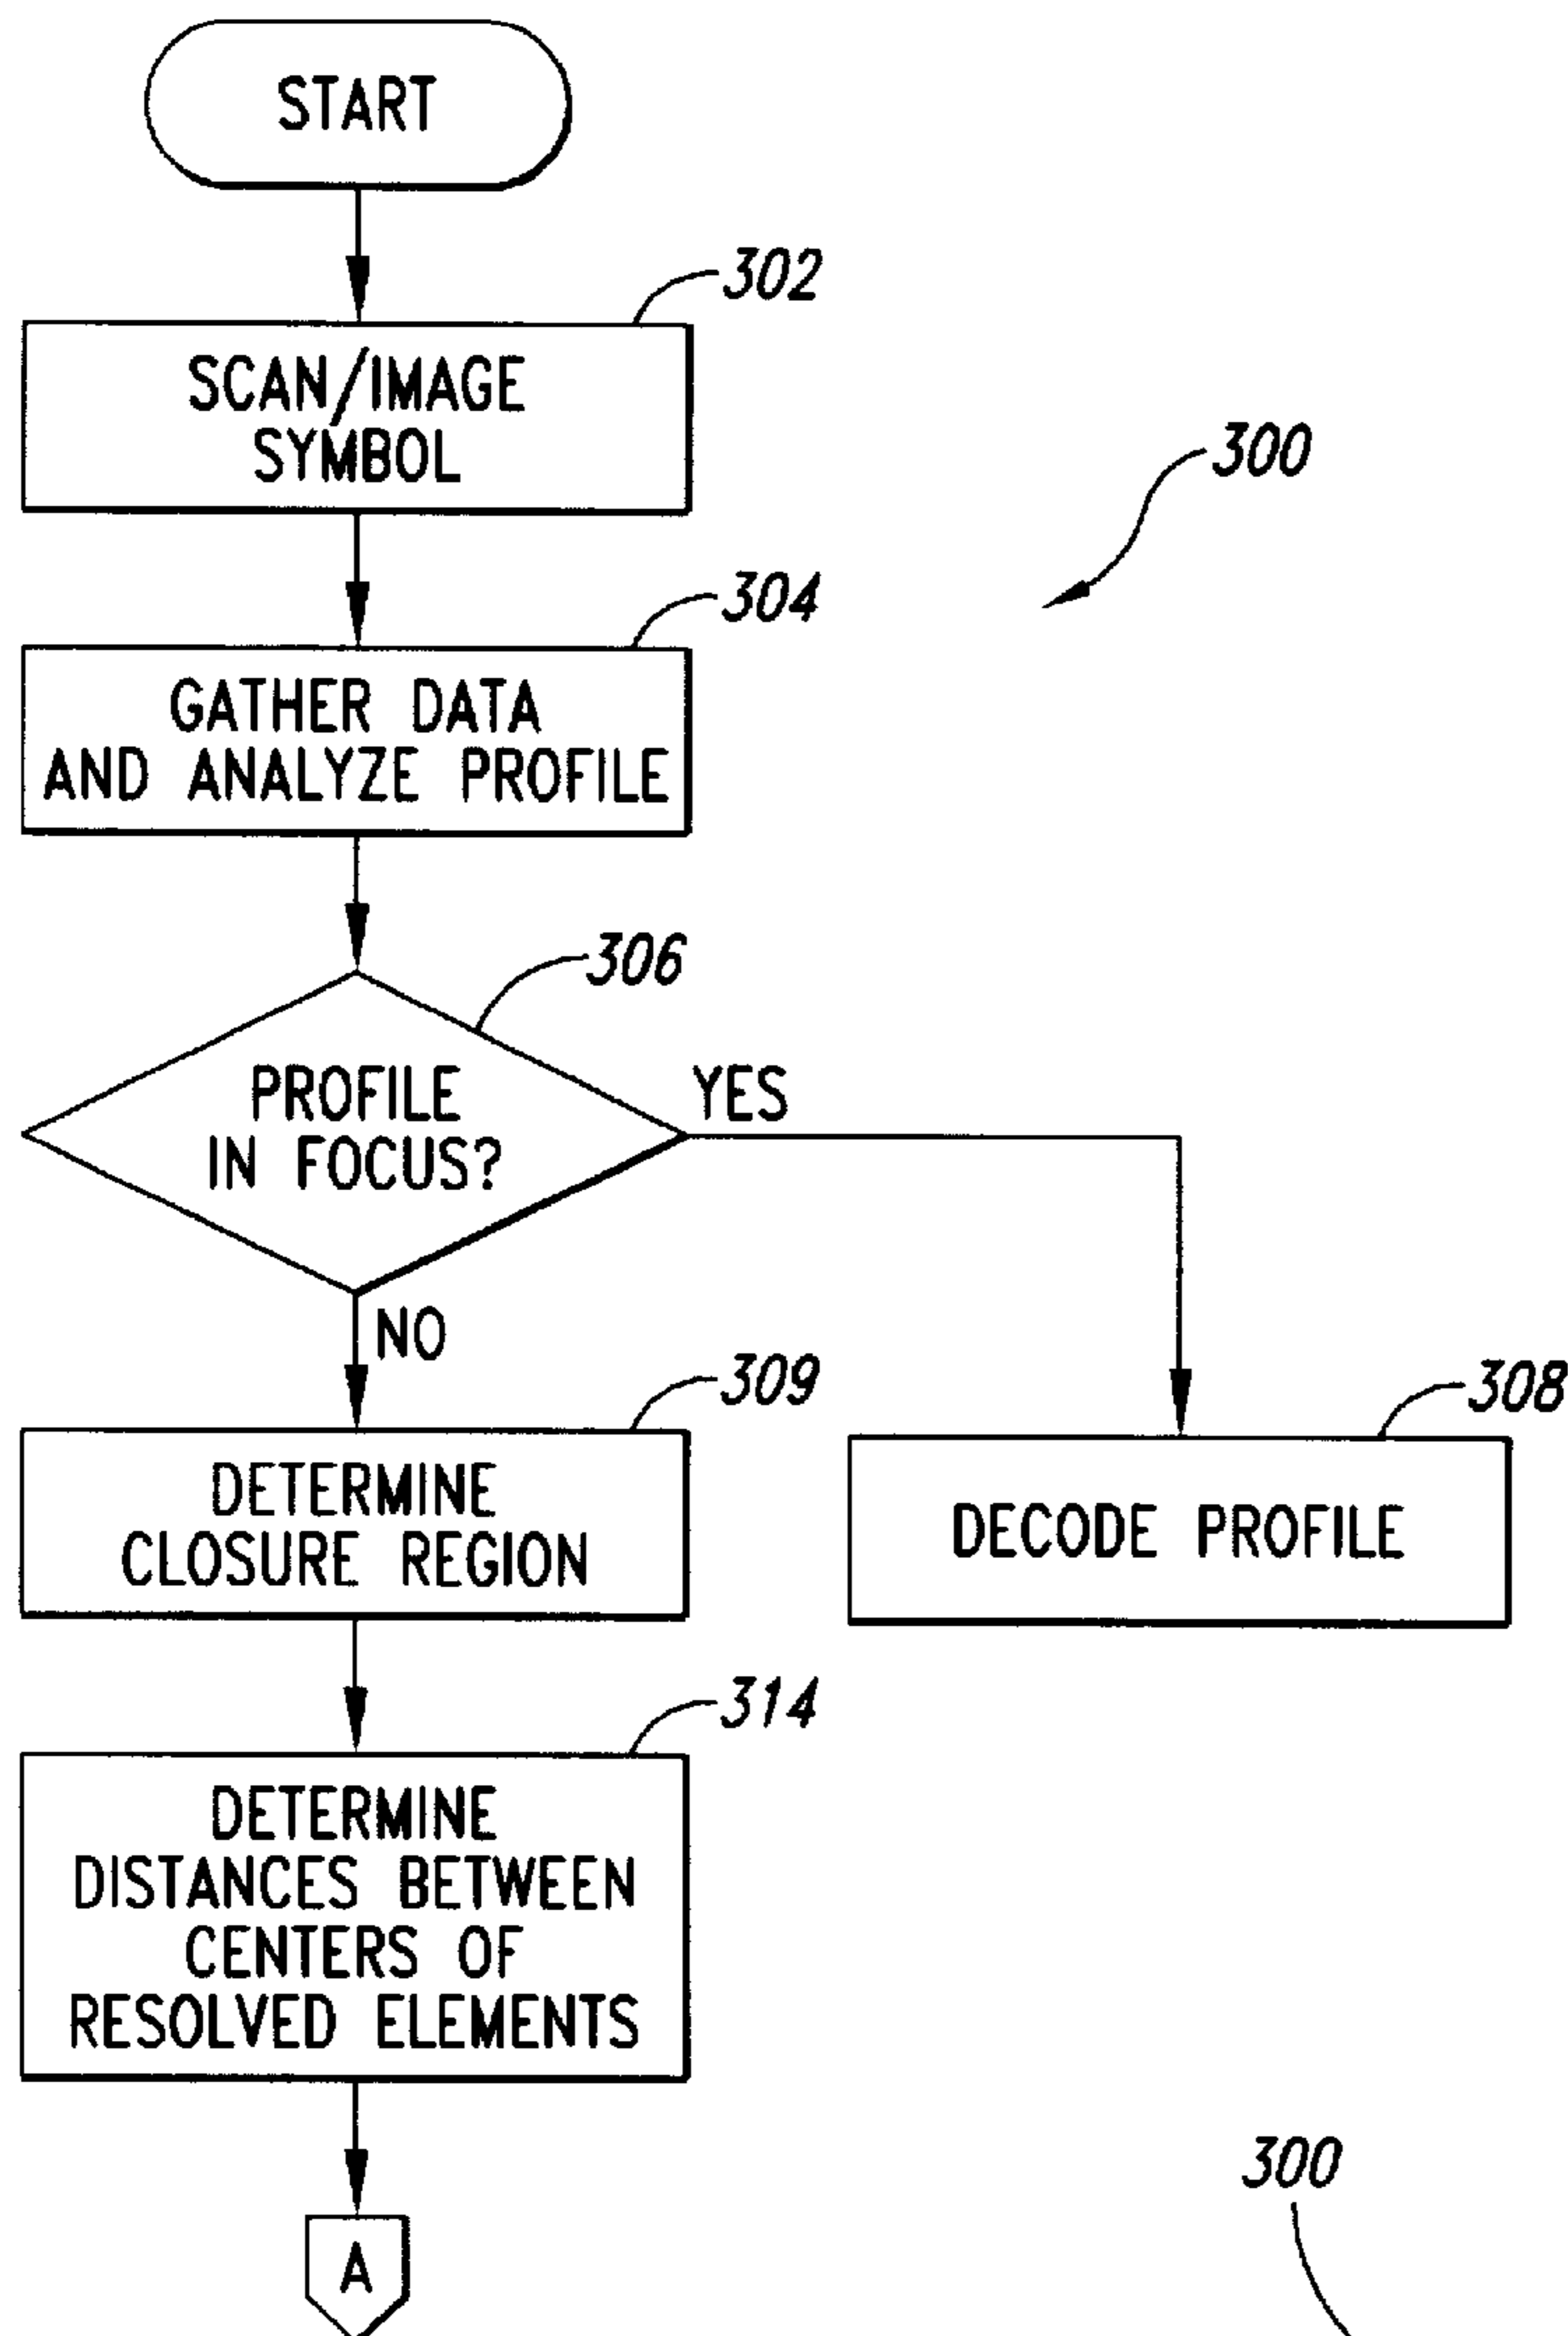 START
302
SCAN/IMAGE
SYMBOL
300
304
GATHER DATA
AND ANALYZE PROFILE
306
PROFILE
IN FOCUS?
YES
NO
309
DETERMINE
CLOSURE REGION
308
DECODE PROFILE
314
DETERMINE
DISTANCES BETWEEN
CENTERS OF
RESOLVED ELEMENTS
300
A